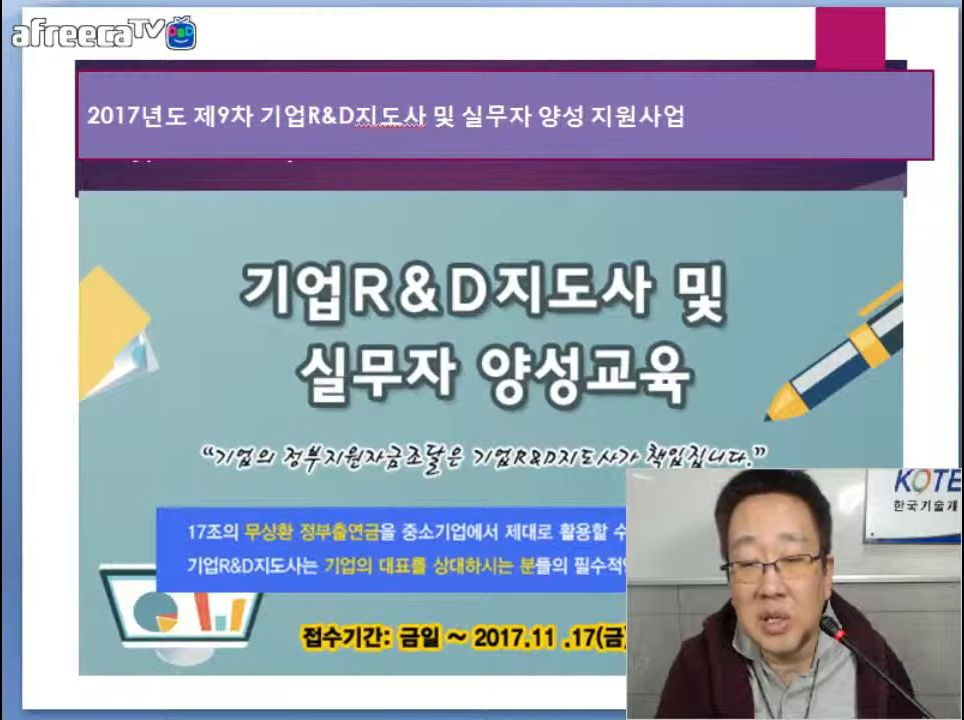 afreecaTV
2017년도 제9차 기업R&D지도사 및 실무자 양성 지원사업
기업R&D지도사 및
실무자 양성교육
“기업의 정부지원자금조달은 기업R&D지도사가 책임집니다.”
17조의 무상환 정부출연금을 중소기업에서 제대로 활용할 수
기업R&D지도사는 기업의 대표를 상대하시는 분들의 필수적
접수기간: 금일 ~ 2017.11 .17(금)
KOTE
한국기술개